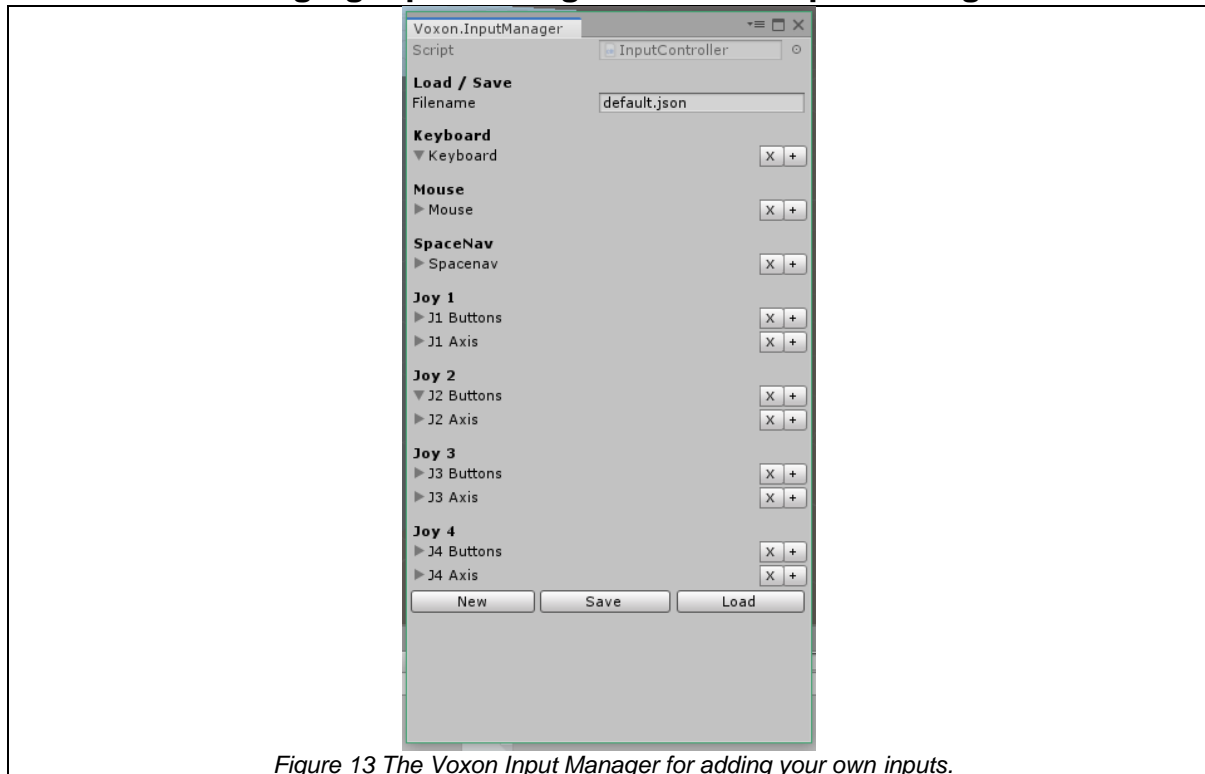 Voxon.InputManager
Script InputController
Load / Save
Filename default.json
Keyboard
Keyboard X +
Mouse
Mouse X +
SpaceNav
Spacenav X +
Joy 1
J1 Buttons X +
J1 Axis X +
Joy 2
J2 Buttons X +
J2 Axis X +
Joy 3
J3 Buttons X +
J3 Axis X +
Joy 4
J4 Buttons X +
J4 Axis X +
New Save Load
Figure 13 The Voxon Input Manager for adding your own inputs.